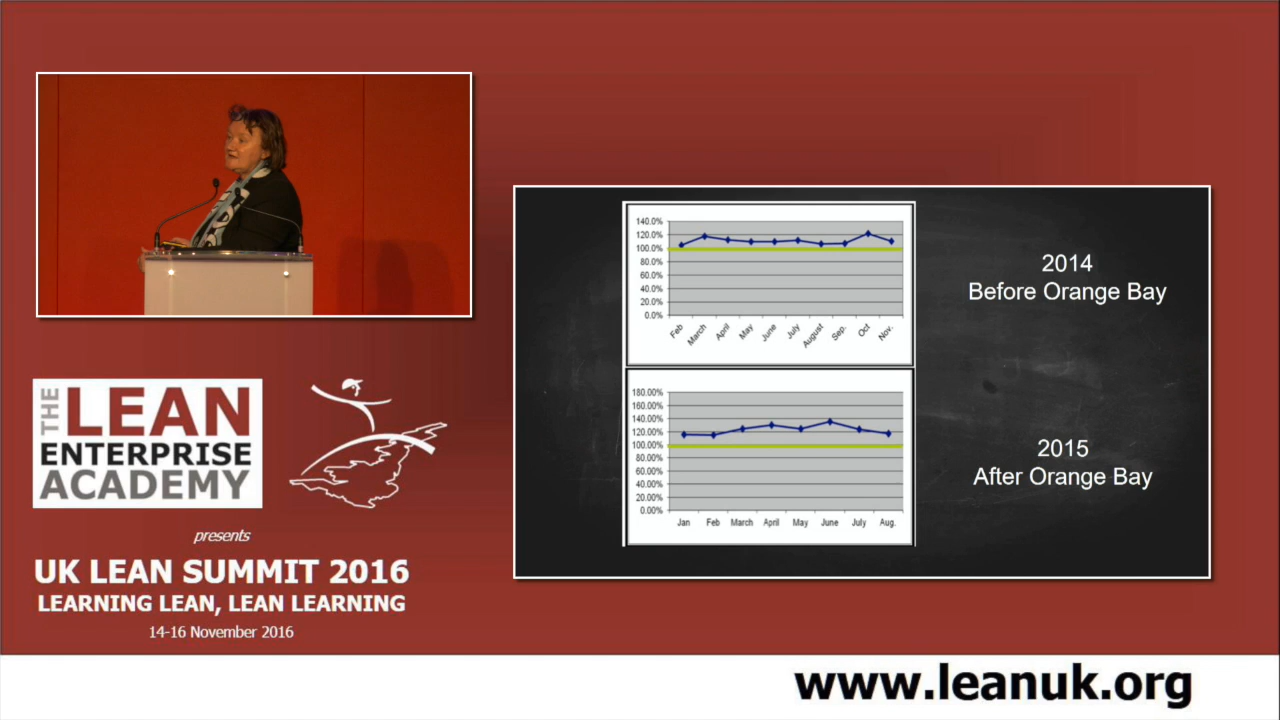 THE LEAN
ENTERPRISE
ACADEMY
presents
UK LEAN SUMMIT 2016
LEARNING LEAN, LEAN LEARNING
14-16 November 2016
140.0%
120.0%
100.0%
80.0%
60.0%
40.0%
20.0%
0.0%
Feb March April May June July August Sep. Oct Nov.
2014
Before Orange Bay
180.00%
160.00%
140.00%
120.00%
100.00%
80.00%
60.00%
40.00%
20.00%
0.00%
Jan Feb March April May June July Aug.
2015
After Orange Bay
www.leanuk.org